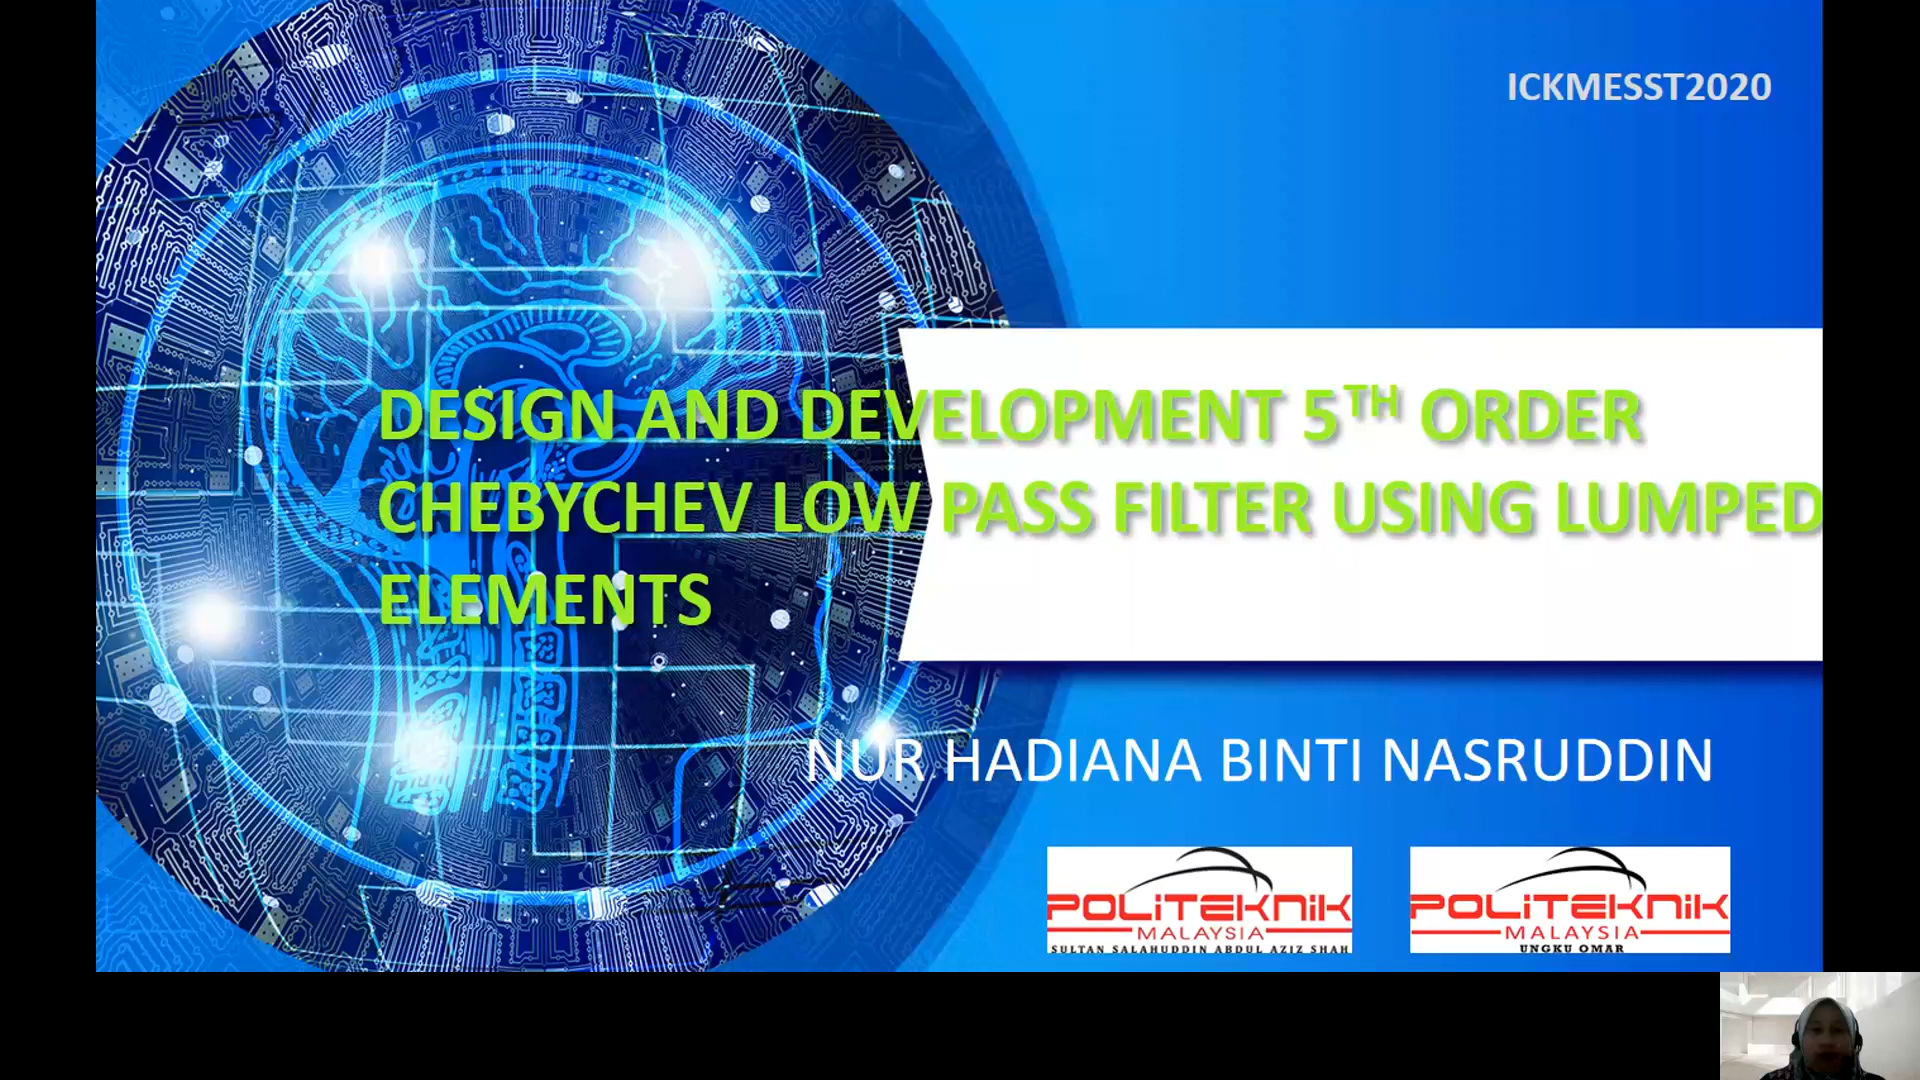 ICKMESST2020
DESIGN AND DEVELOPMENT 5TH ORDER
CHEBYCHEV LOW PASS FILTER USING LUMPED
ELEMENTS
NUR HADIANA BINTI NASRUDDIN
POLITEKNIK
MALAYSIA
SULTAN SALAHUDDIN ABDUL AZIZ SHAH
POLITEKNIK
MALAYSIA
UNGKU OMAR